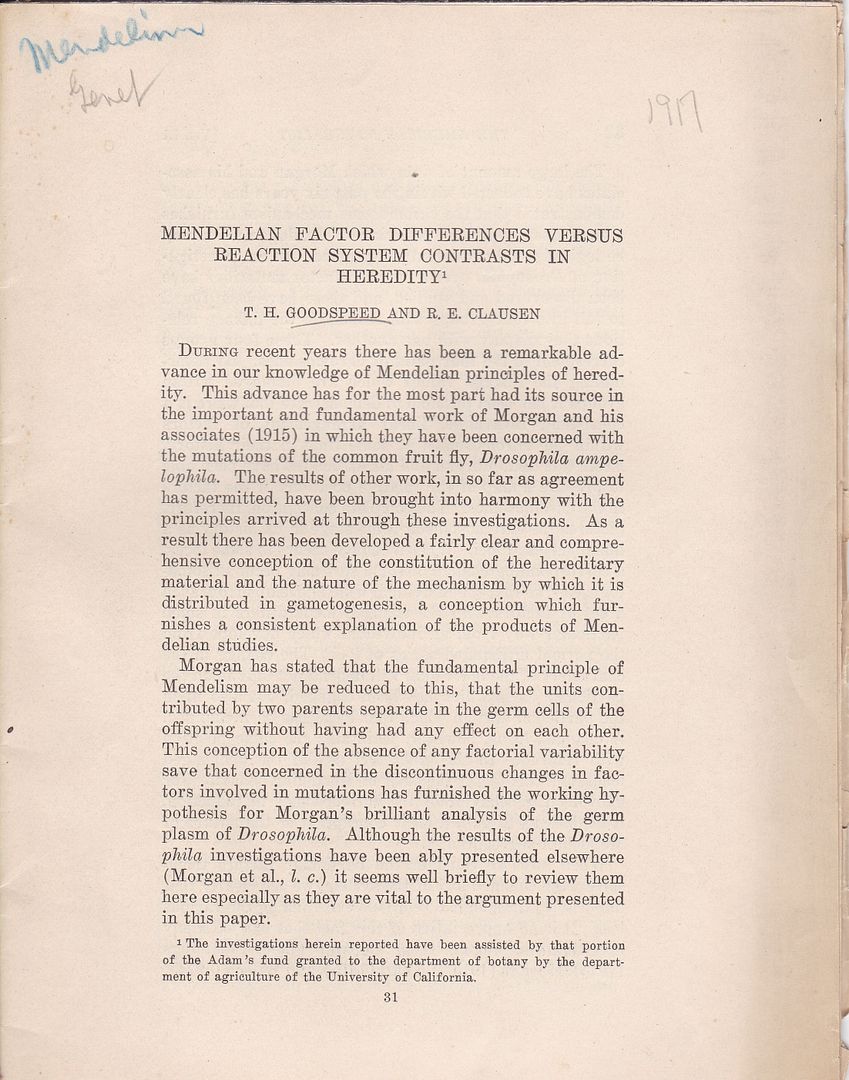 Mendelism
Genet
1917
MENDELIAN FACTOR DIFFERENCES VERSUS
REACTION SYSTEM CONTRASTS IN
HEREDITY¹
T. H. GOODSPEED AND R. E. CLAUSEN
DURING recent years there has been a remarkable ad-
vance in our knowledge of Mendelian principles of hered-
ity. This advance has for the most part had its source in
the important and fundamental work of Morgan and his
associates (1915) in which they have been concerned with
the mutations of the common fruit fly, Drosophila ampe-
lophila. The results of other work, in so far as agreement
has permitted, have been brought into harmony with the
principles arrived at through these investigations. As a
result there has been developed a fairly clear and compre-
hensive conception of the constitution of the hereditary
material and the nature of the mechanism by which it is
distributed in gametogenesis, a conception which fur-
nishes a consistent explanation of the products of Men-
delian studies.
Morgan has stated that the fundamental principle of
Mendelism may be reduced to this, that the units con-
tributed by two parents separate in the germ cells of the
offspring without having had any effect on each other.
This conception of the absence of any factorial variability
save that concerned in the discontinuous changes in fac-
tors involved in mutations has furnished the working hy-
pothesis for Morgan's brilliant analysis of the germ
plasm of Drosophila. Although the results of the Droso-
phila investigations have been ably presented elsewhere
(Morgan et al., l. c.) it seems well briefly to review them
here especially as they are vital to the argument presented
in this paper.
¹ The investigations herein reported have been assisted by that portion
of the Adam's fund granted to the department of botany by the depart-
ment of agriculture of the University of California.
31